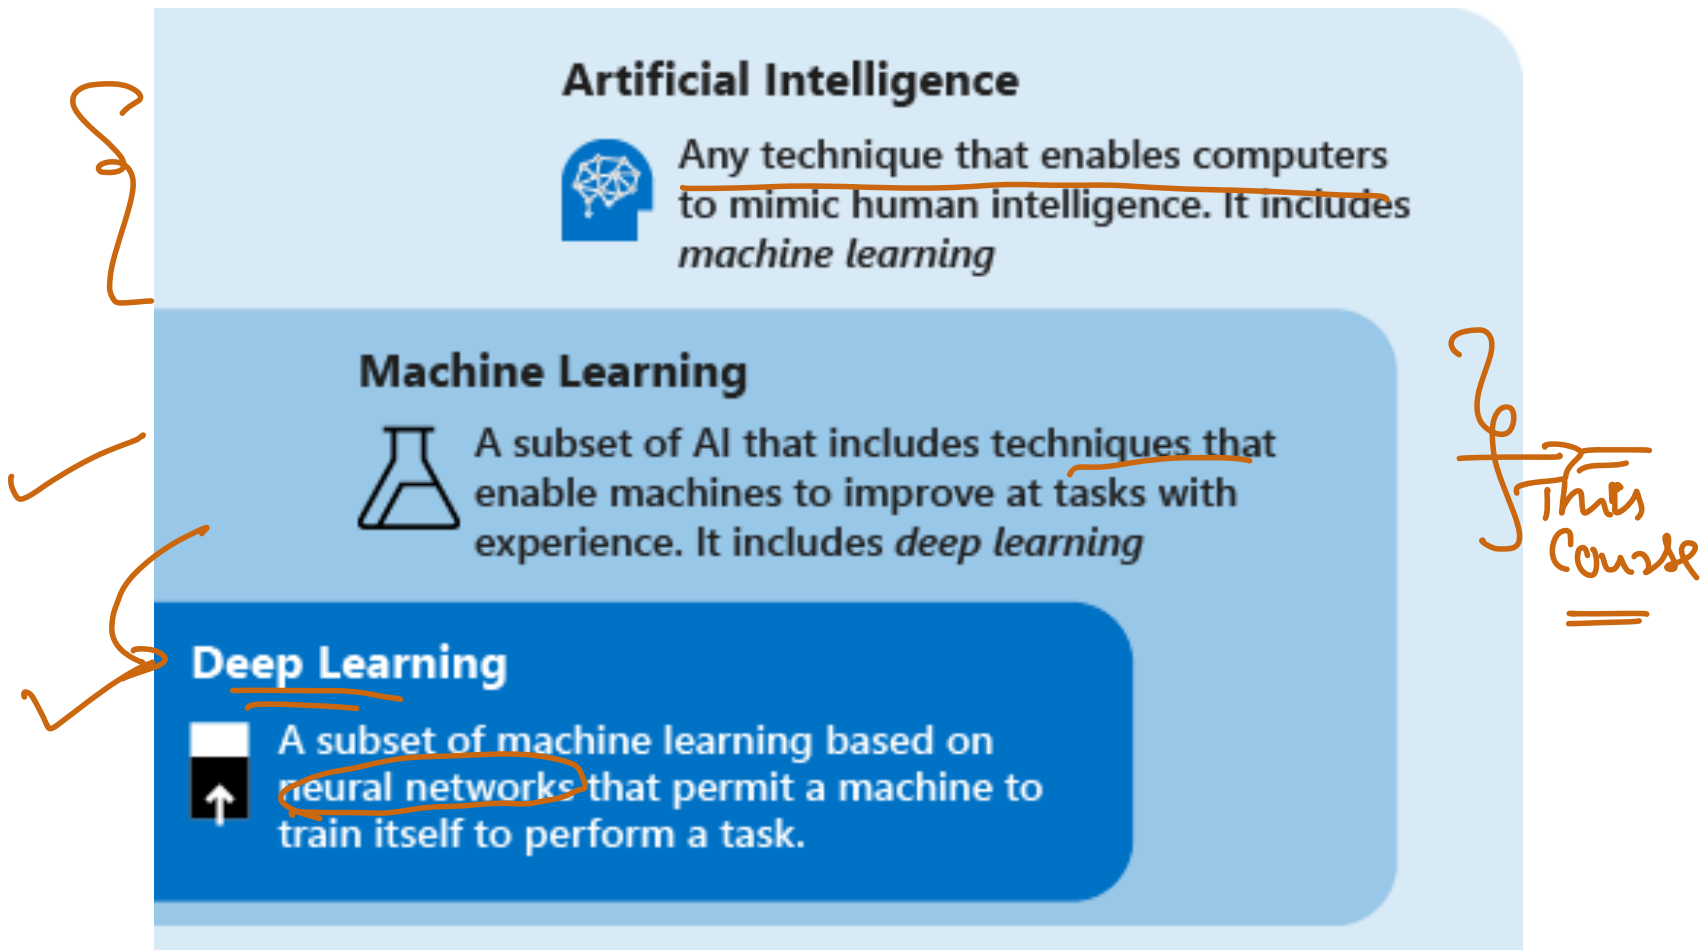 Artificial Intelligence
Any technique that enables computers
to mimic human intelligence. It includes
machine learning
Machine Learning
A subset of AI that includes techniques that
enable machines to improve at tasks with
experience. It includes deep learning
This
Course
Deep Learning
A subset of machine learning based on
neural networks that permit a machine to
train itself to perform a task.